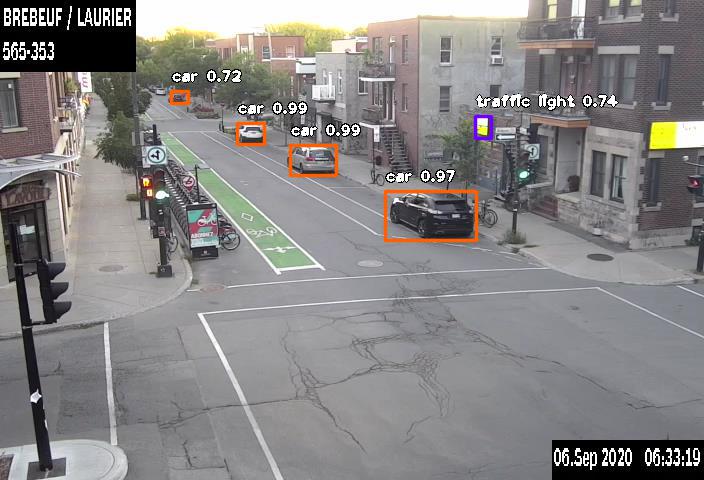 BREBEUF / LAURIER
565-353
car 0.72
car 0.99
car 0.99
traffic light 0.74
car 0.97
06.Sep 2020 06:33:19